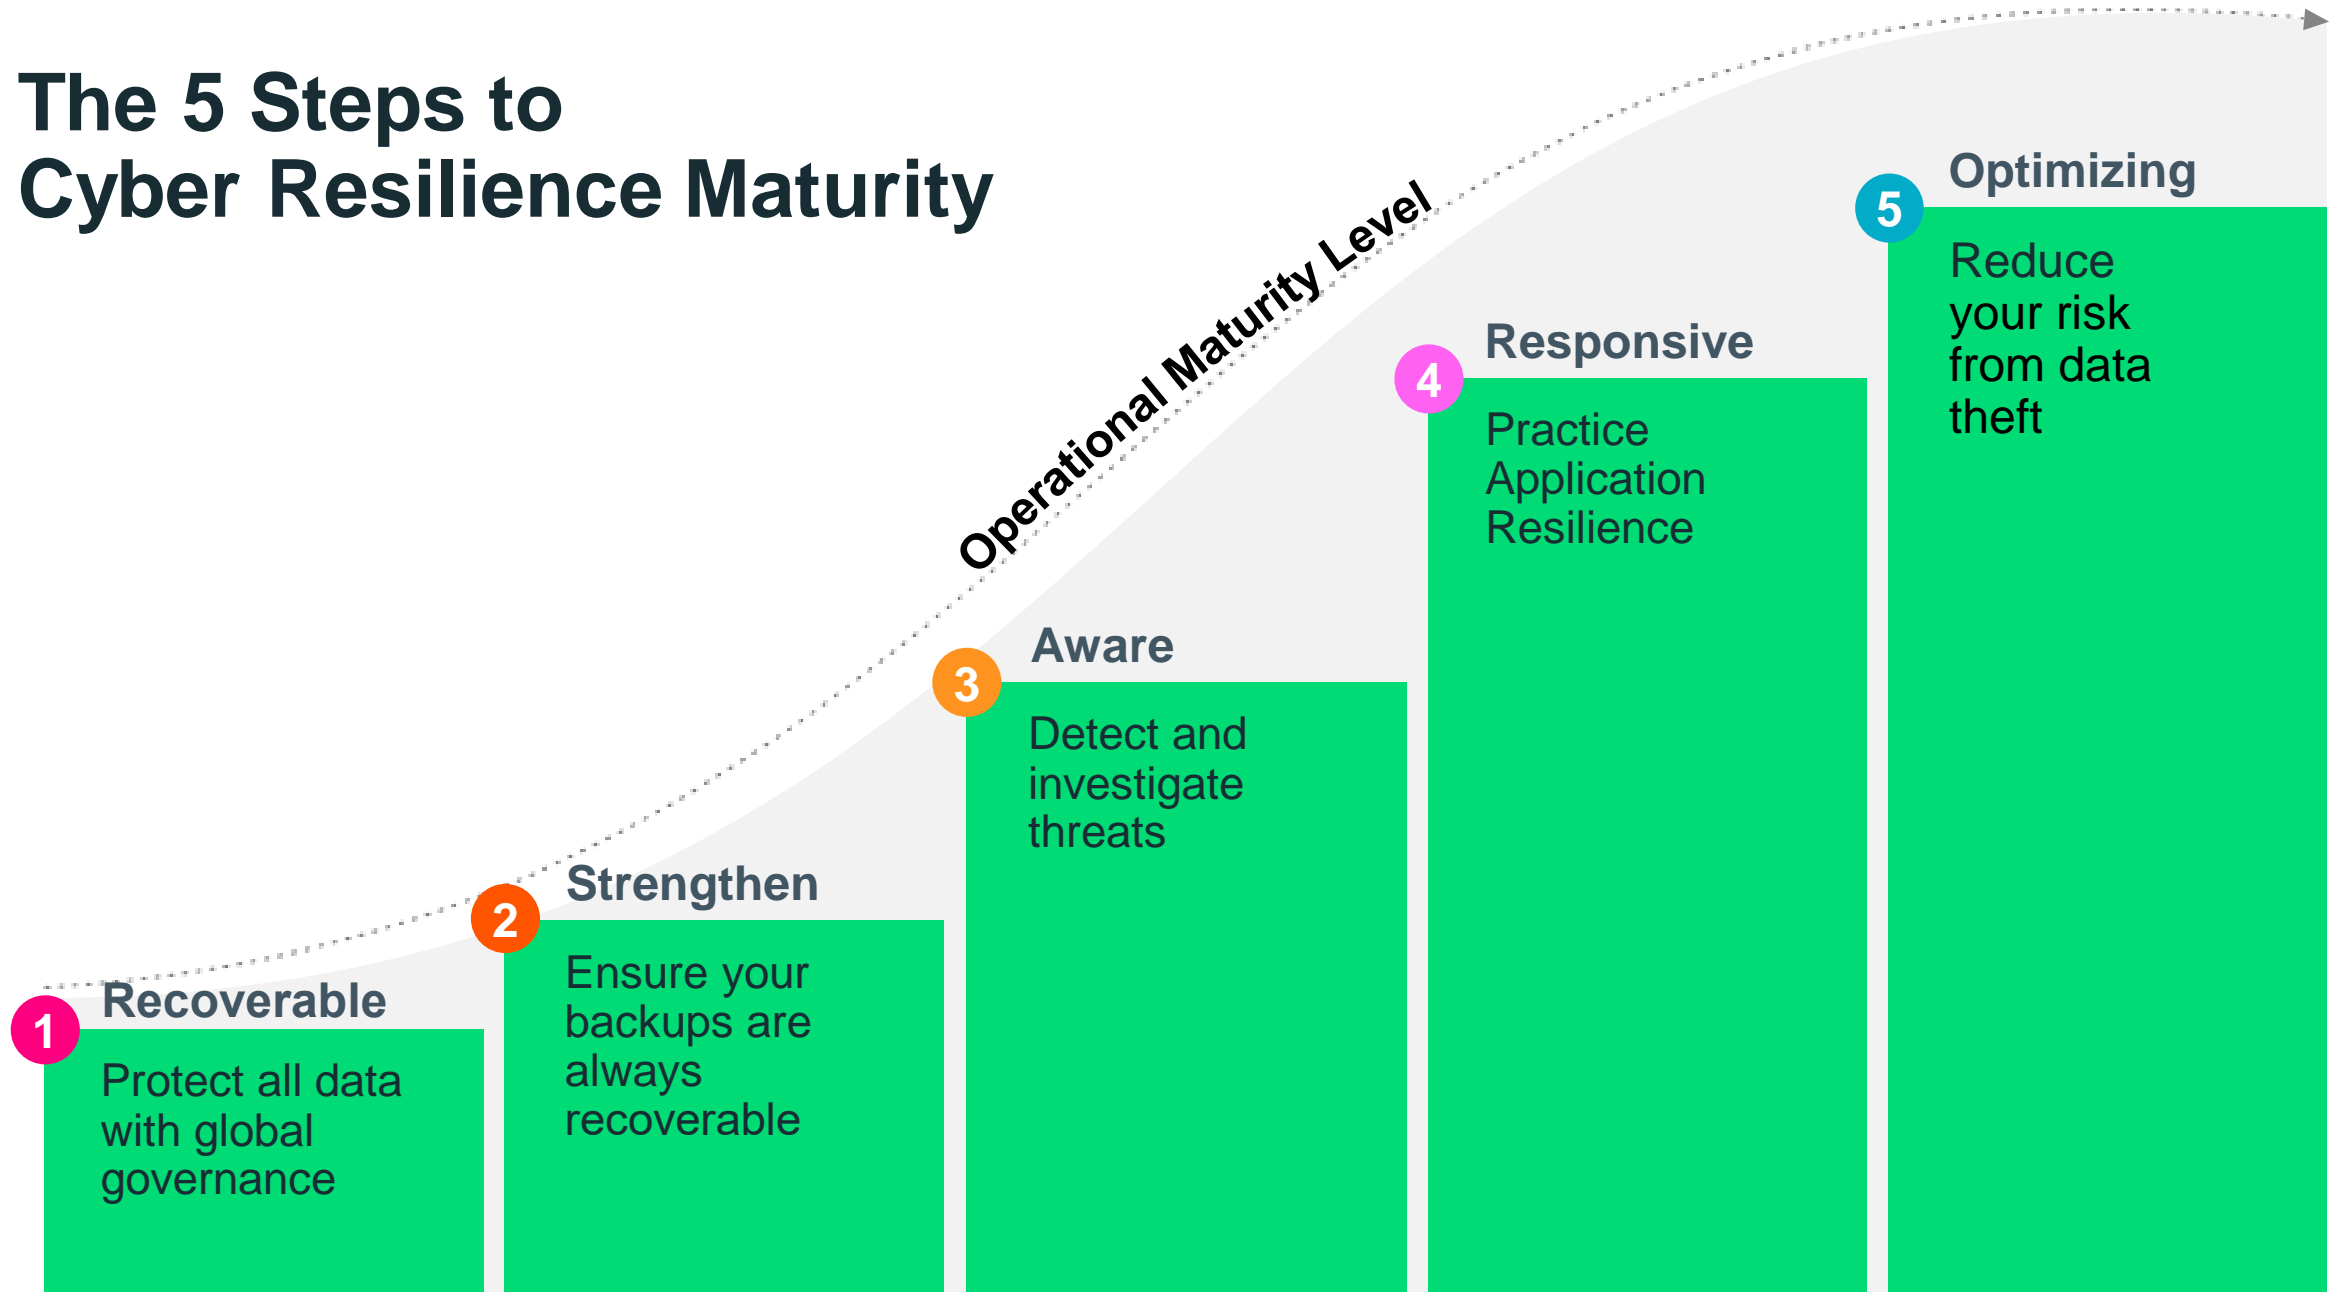 The 5 Steps to
Cyber Resilience Maturity
Operational Maturity Level
1
Recoverable
Protect all data
with global
governance
2
Strengthen
Ensure your
backups are
always
recoverable
3
Aware
Detect and
investigate
threats
4
Responsive
Practice
Application
Resilience
5
Optimizing
Reduce
your risk
from data
theft